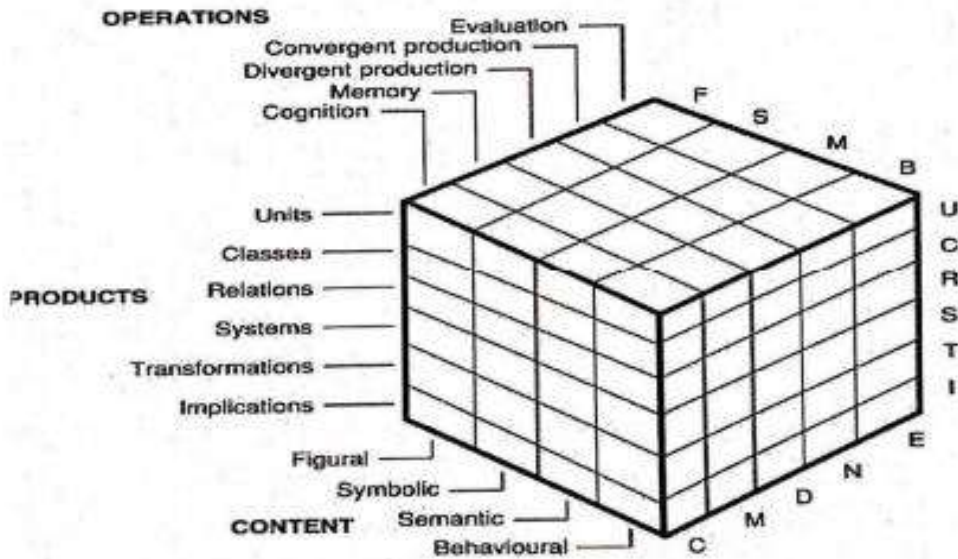 OPERATIONS
Evaluation
Convergent production
Divergent production
Memory
Cognition
F
S
M
B
Units
Classes
PRODUCTS
Relations
Systems
Transformations
Implications
U
C
R
S
T
I
Figural
Symbolic
CONTENT
Semantic
Behavioural
C
M
D
N
E